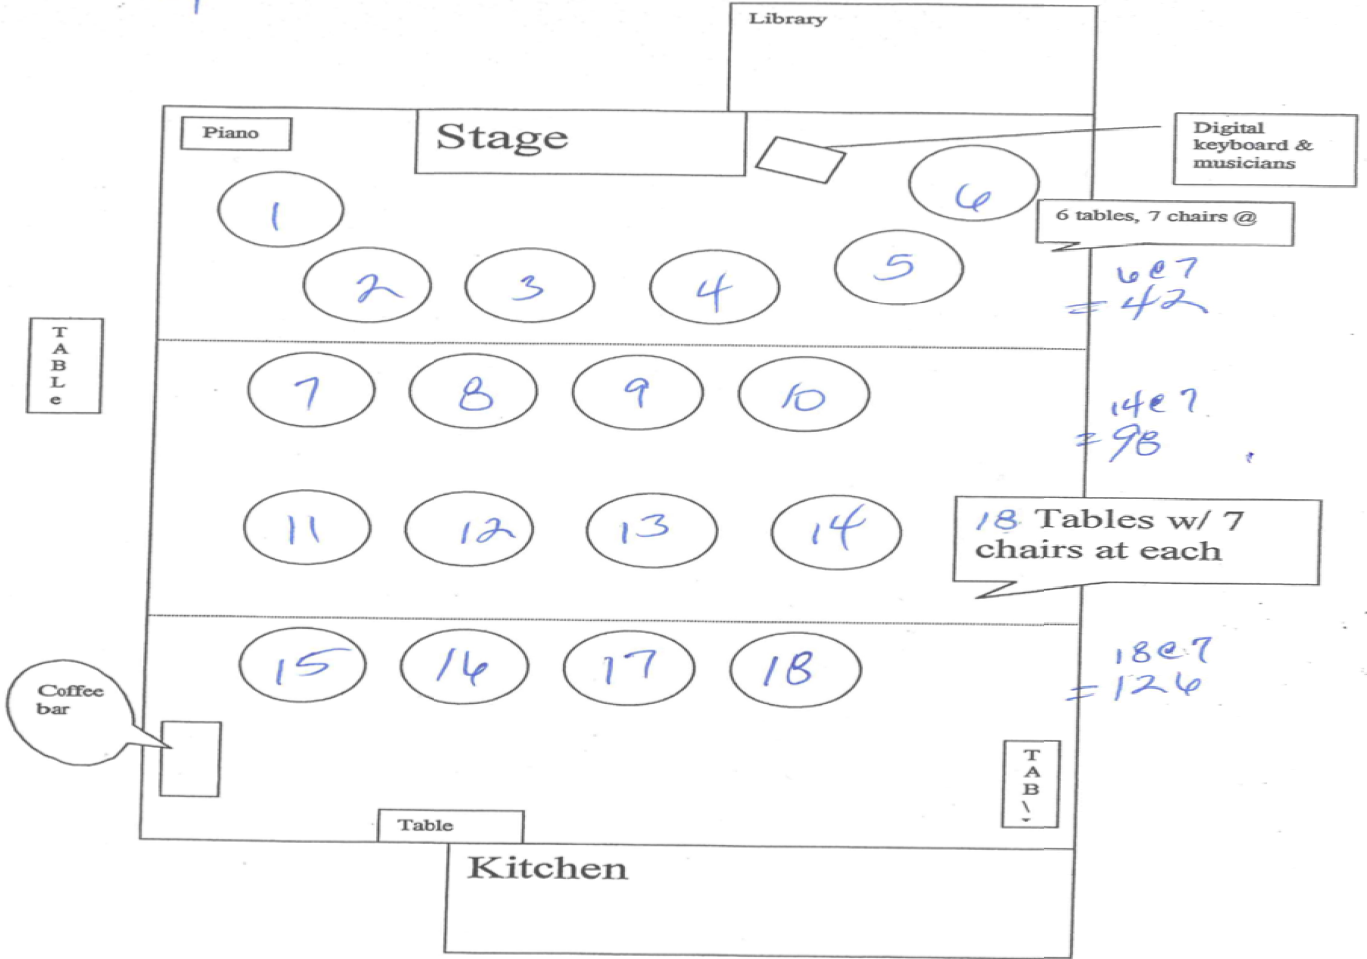 Library
Piano
Stage
Digital
keyboard &
musicians
1
6
6 tables, 7 chairs @
2
3
4
5
6@7
=42
TABLe
7
8
9
10
14@7
=98
11
12
13
14
18 Tables w/ 7
chairs at each
15
16
17
18
18@7
=126
Coffee
bar
TAB
Table
Kitchen